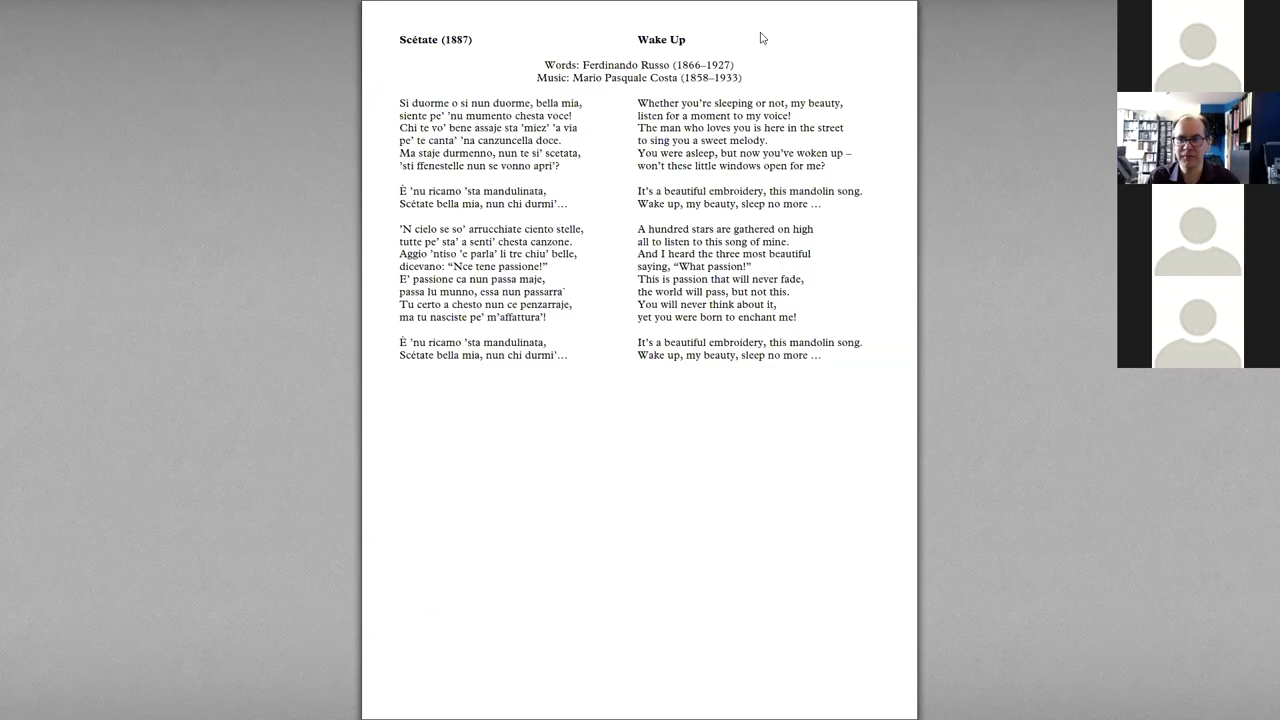 Scétate (1887)
Wake Up
Words: Ferdinando Russo (1866–1927)
Music: Mario Pasquale Costa (1858–1933)
Si duorme o si nun duorme, bella mia,
siente pe’ ’nu mumento chesta voce!
Chi te vo’ bene assaje sta ’miez’ ’a via
pe’ te canta’ ’na canzuncella doce.
Ma staje durmenno, nun te si’ scetata,
’sti ffenestelle nun se vonno apri’?
È ’nu ricamo ’sta mandulinata,
Scétate bella mia, nun chi durmi’…
’N cielo se so’ arrucchiate ciento stelle,
tutte pe’ sta’ a senti’ chesta canzone.
Aggio ’ntiso ’e parla’ li tre chiu’ belle,
dicevano: “Nce tene passione!”
E’ passione ca nun passa maje,
passa lu munno, essa nun passarra`
Tu certo a chesto nun ce penzarraje,
ma tu nasciste pe’ m’affattura’!
È ’nu ricamo ’sta mandulinata,
Scétate bella mia, nun chi durmi’…
Whether you’re sleeping or not, my beauty,
listen for a moment to my voice!
The man who loves you is here in the street
to sing you a sweet melody.
You were asleep, but now you’ve woken up –
won’t these little windows open for me?
It’s a beautiful embroidery, this mandolin song.
Wake up, my beauty, sleep no more …
A hundred stars are gathered on high
all to listen to this song of mine.
And I heard the three most beautiful
saying, “What passion!”
This is passion that will never fade,
the world will pass, but not this.
You will never think about it,
yet you were born to enchant me!
It’s a beautiful embroidery, this mandolin song.
Wake up, my beauty, sleep no more …